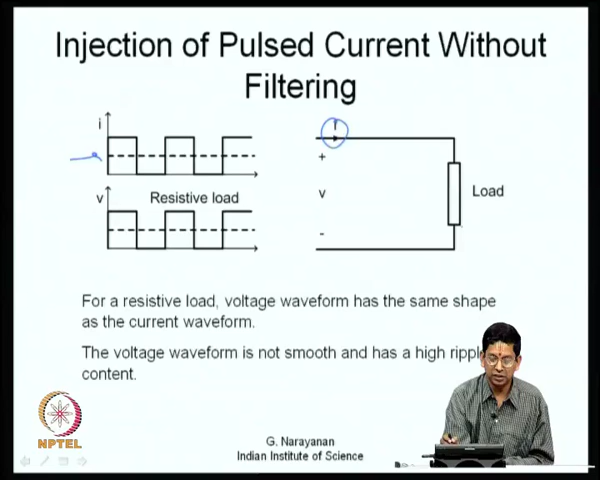 Injection of Pulsed Current Without
Filtering
i
i
+
v
Resistive load
v
Load
-
For a resistive load, voltage waveform has the same shape
as the current waveform.
The voltage waveform is not smooth and has a high
content.
NPTEL
G. Narayanan
Indian Institute of Science